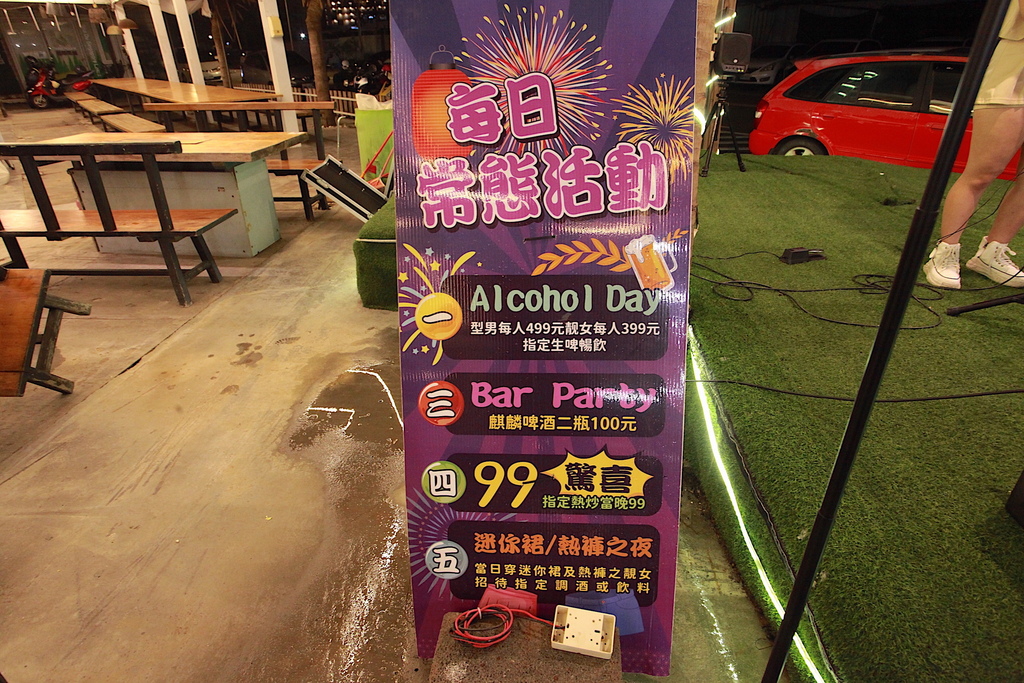 每日
常態活動
一
Alcohol Day
型男每人499元靚女每人399元
指定生啤暢飲
三
Bar Party
麒麟啤酒二瓶100元
四
99 驚喜
指定熱炒當晚99
五
迷你裙/熱褲之夜
當日穿迷你裙及熱褲之靚女
招待指定調酒或飲料